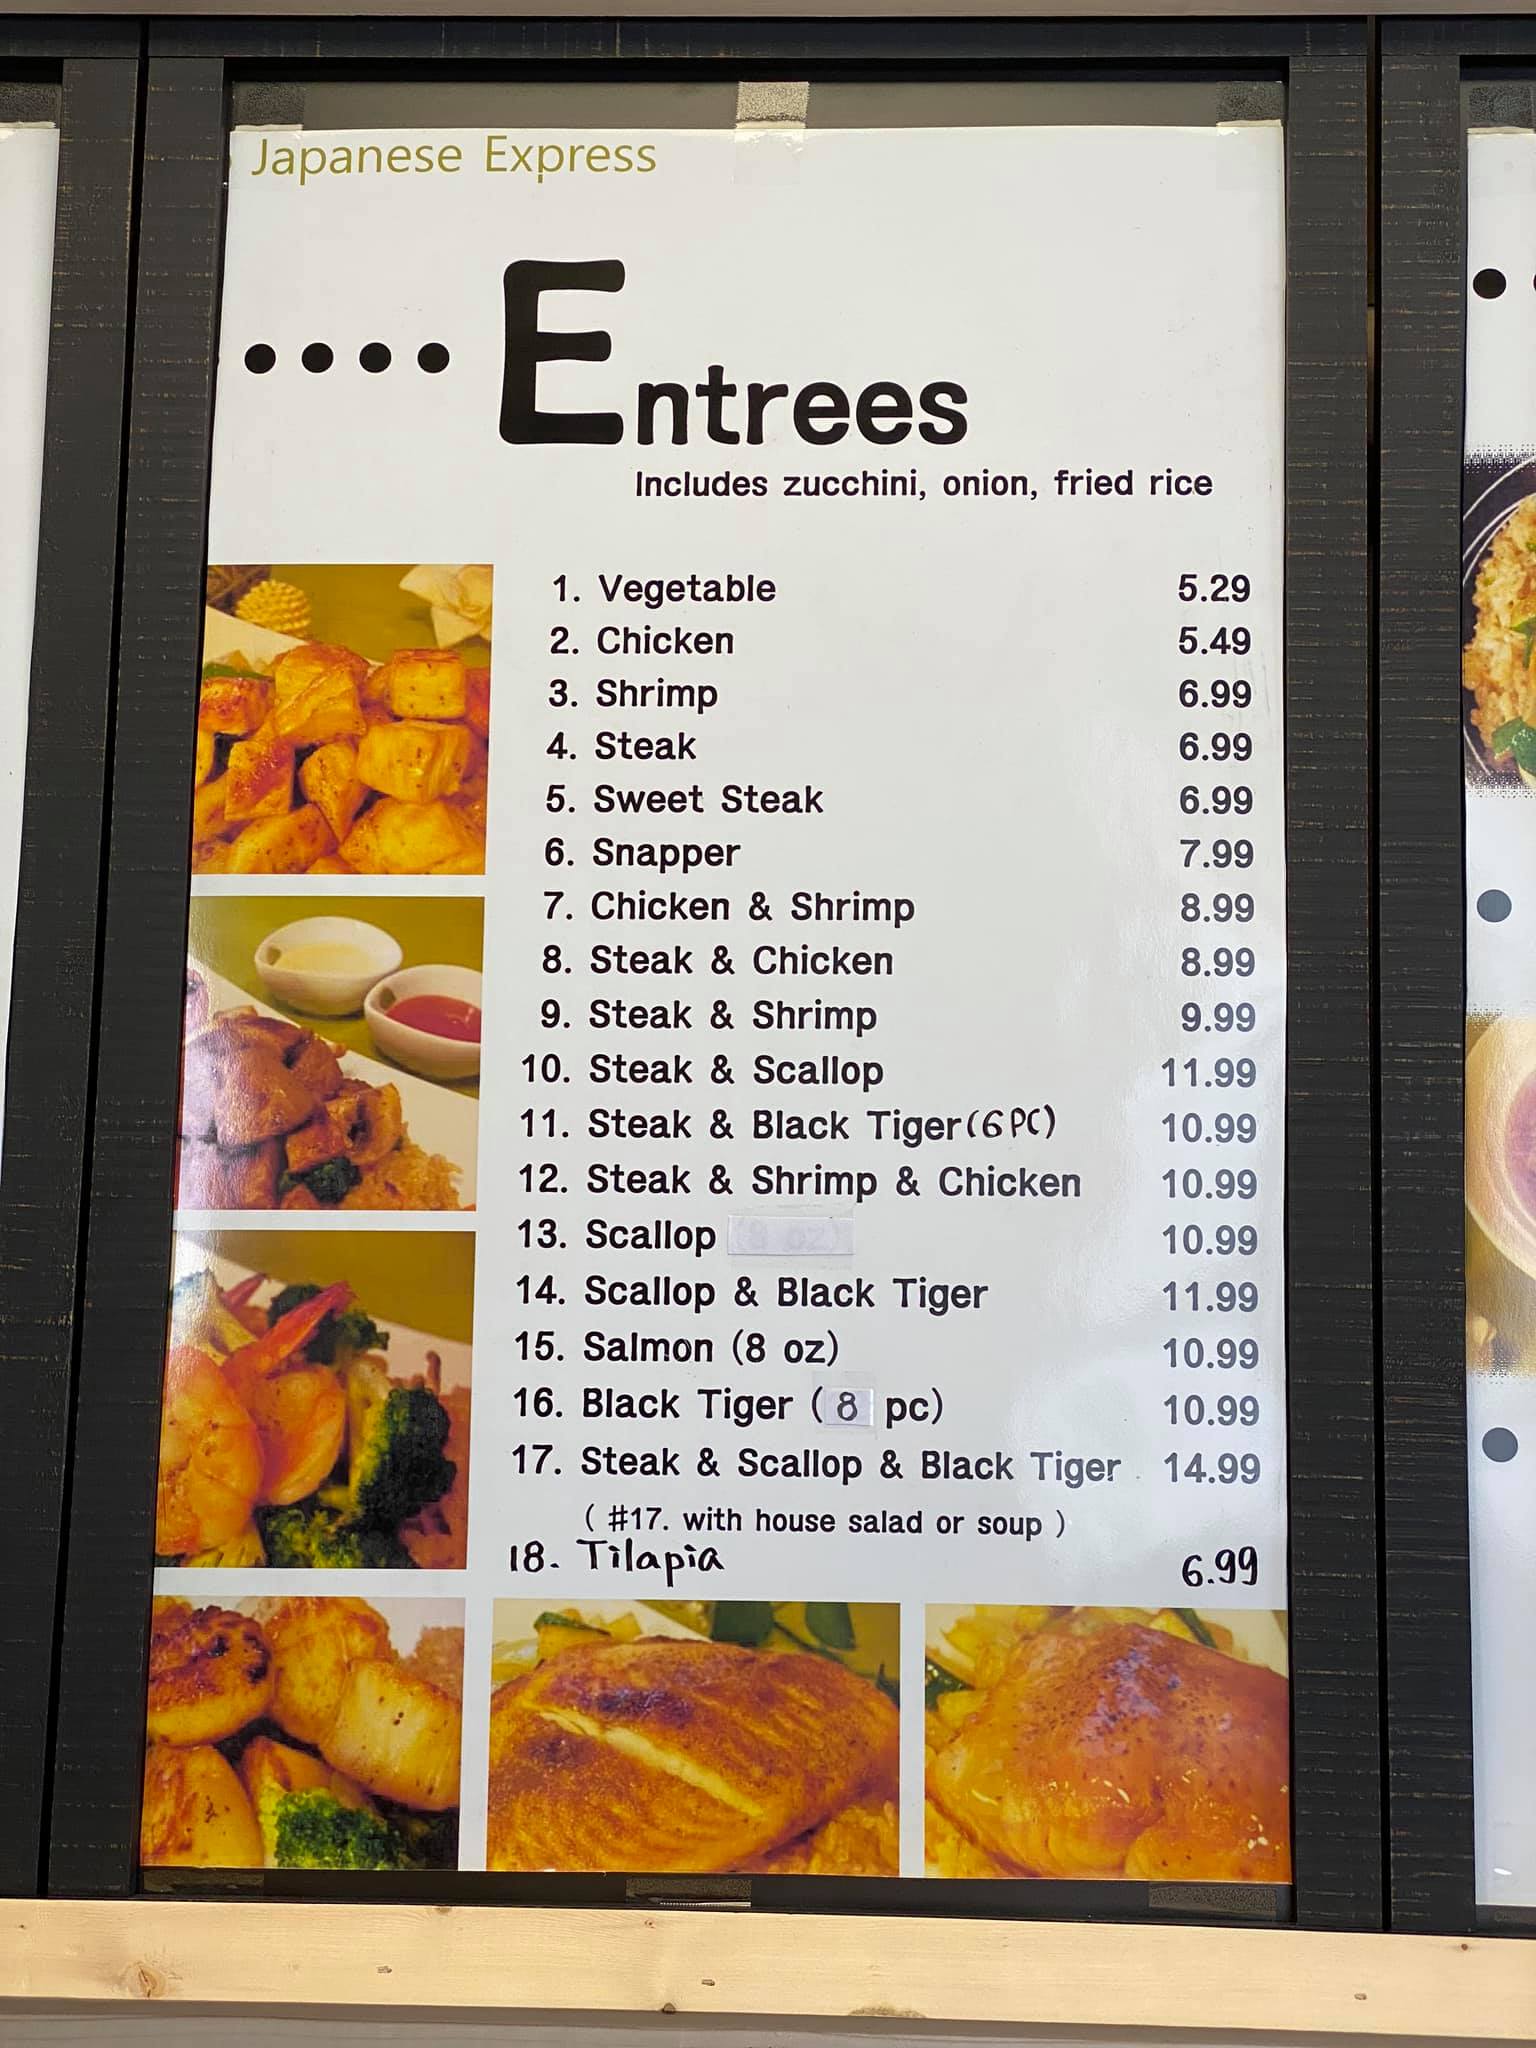 Japanese Express
Entrees
Includes zucchini, onion, fried rice
1. Vegetable 5.29
2. Chicken 5.49
3. Shrimp 6.99
4. Steak 6.99
5. Sweet Steak 6.99
6. Snapper 7.99
7. Chicken & Shrimp 8.99
8. Steak & Chicken 8.99
9. Steak & Shrimp 9.99
10. Steak & Scallop 11.99
11. Steak & Black Tiger (6 PC) 10.99
12. Steak & Shrimp & Chicken 10.99
13. Scallop (8 oz) 10.99
14. Scallop & Black Tiger 11.99
15. Salmon (8 oz) 10.99
16. Black Tiger ( 8 pc) 10.99
17. Steak & Scallop & Black Tiger 14.99
( #17. with house salad or soup )
18. Tilapia 6.99